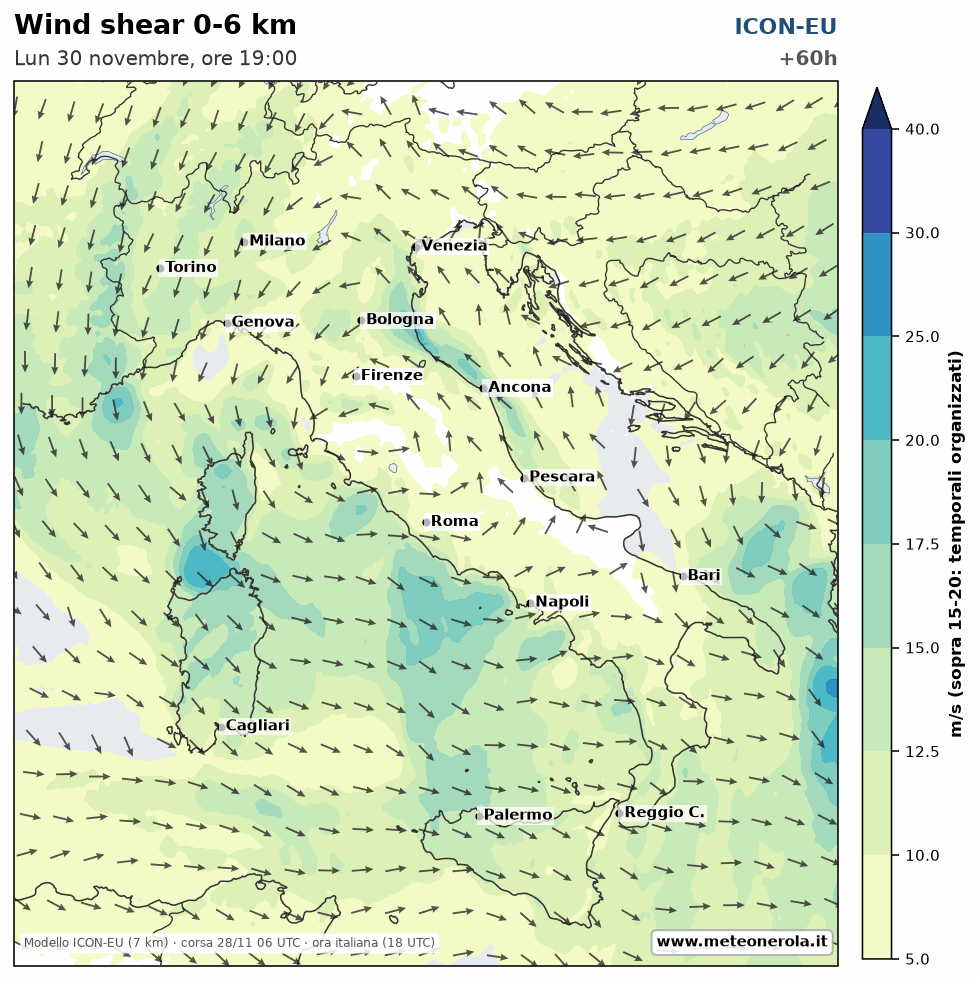 Wind shear 0-6 km
ICON-EU
Lun 30 novembre, ore 19:00
+60h
Milano
Venezia
Torino
Genova
Bologna
Firenze
Ancona
Pescara
Roma
Bari
Napoli
Cagliari
Palermo
Reggio C.
Modello ICON-EU (7 km) · corsa 28/11 06 UTC · ora italiana (18 UTC)
www.meteonerola.it
40.0
30.0
25.0
20.0
17.5
15.0
12.5
10.0
5.0
m/s (sopra 15-20: temporali organizzati)